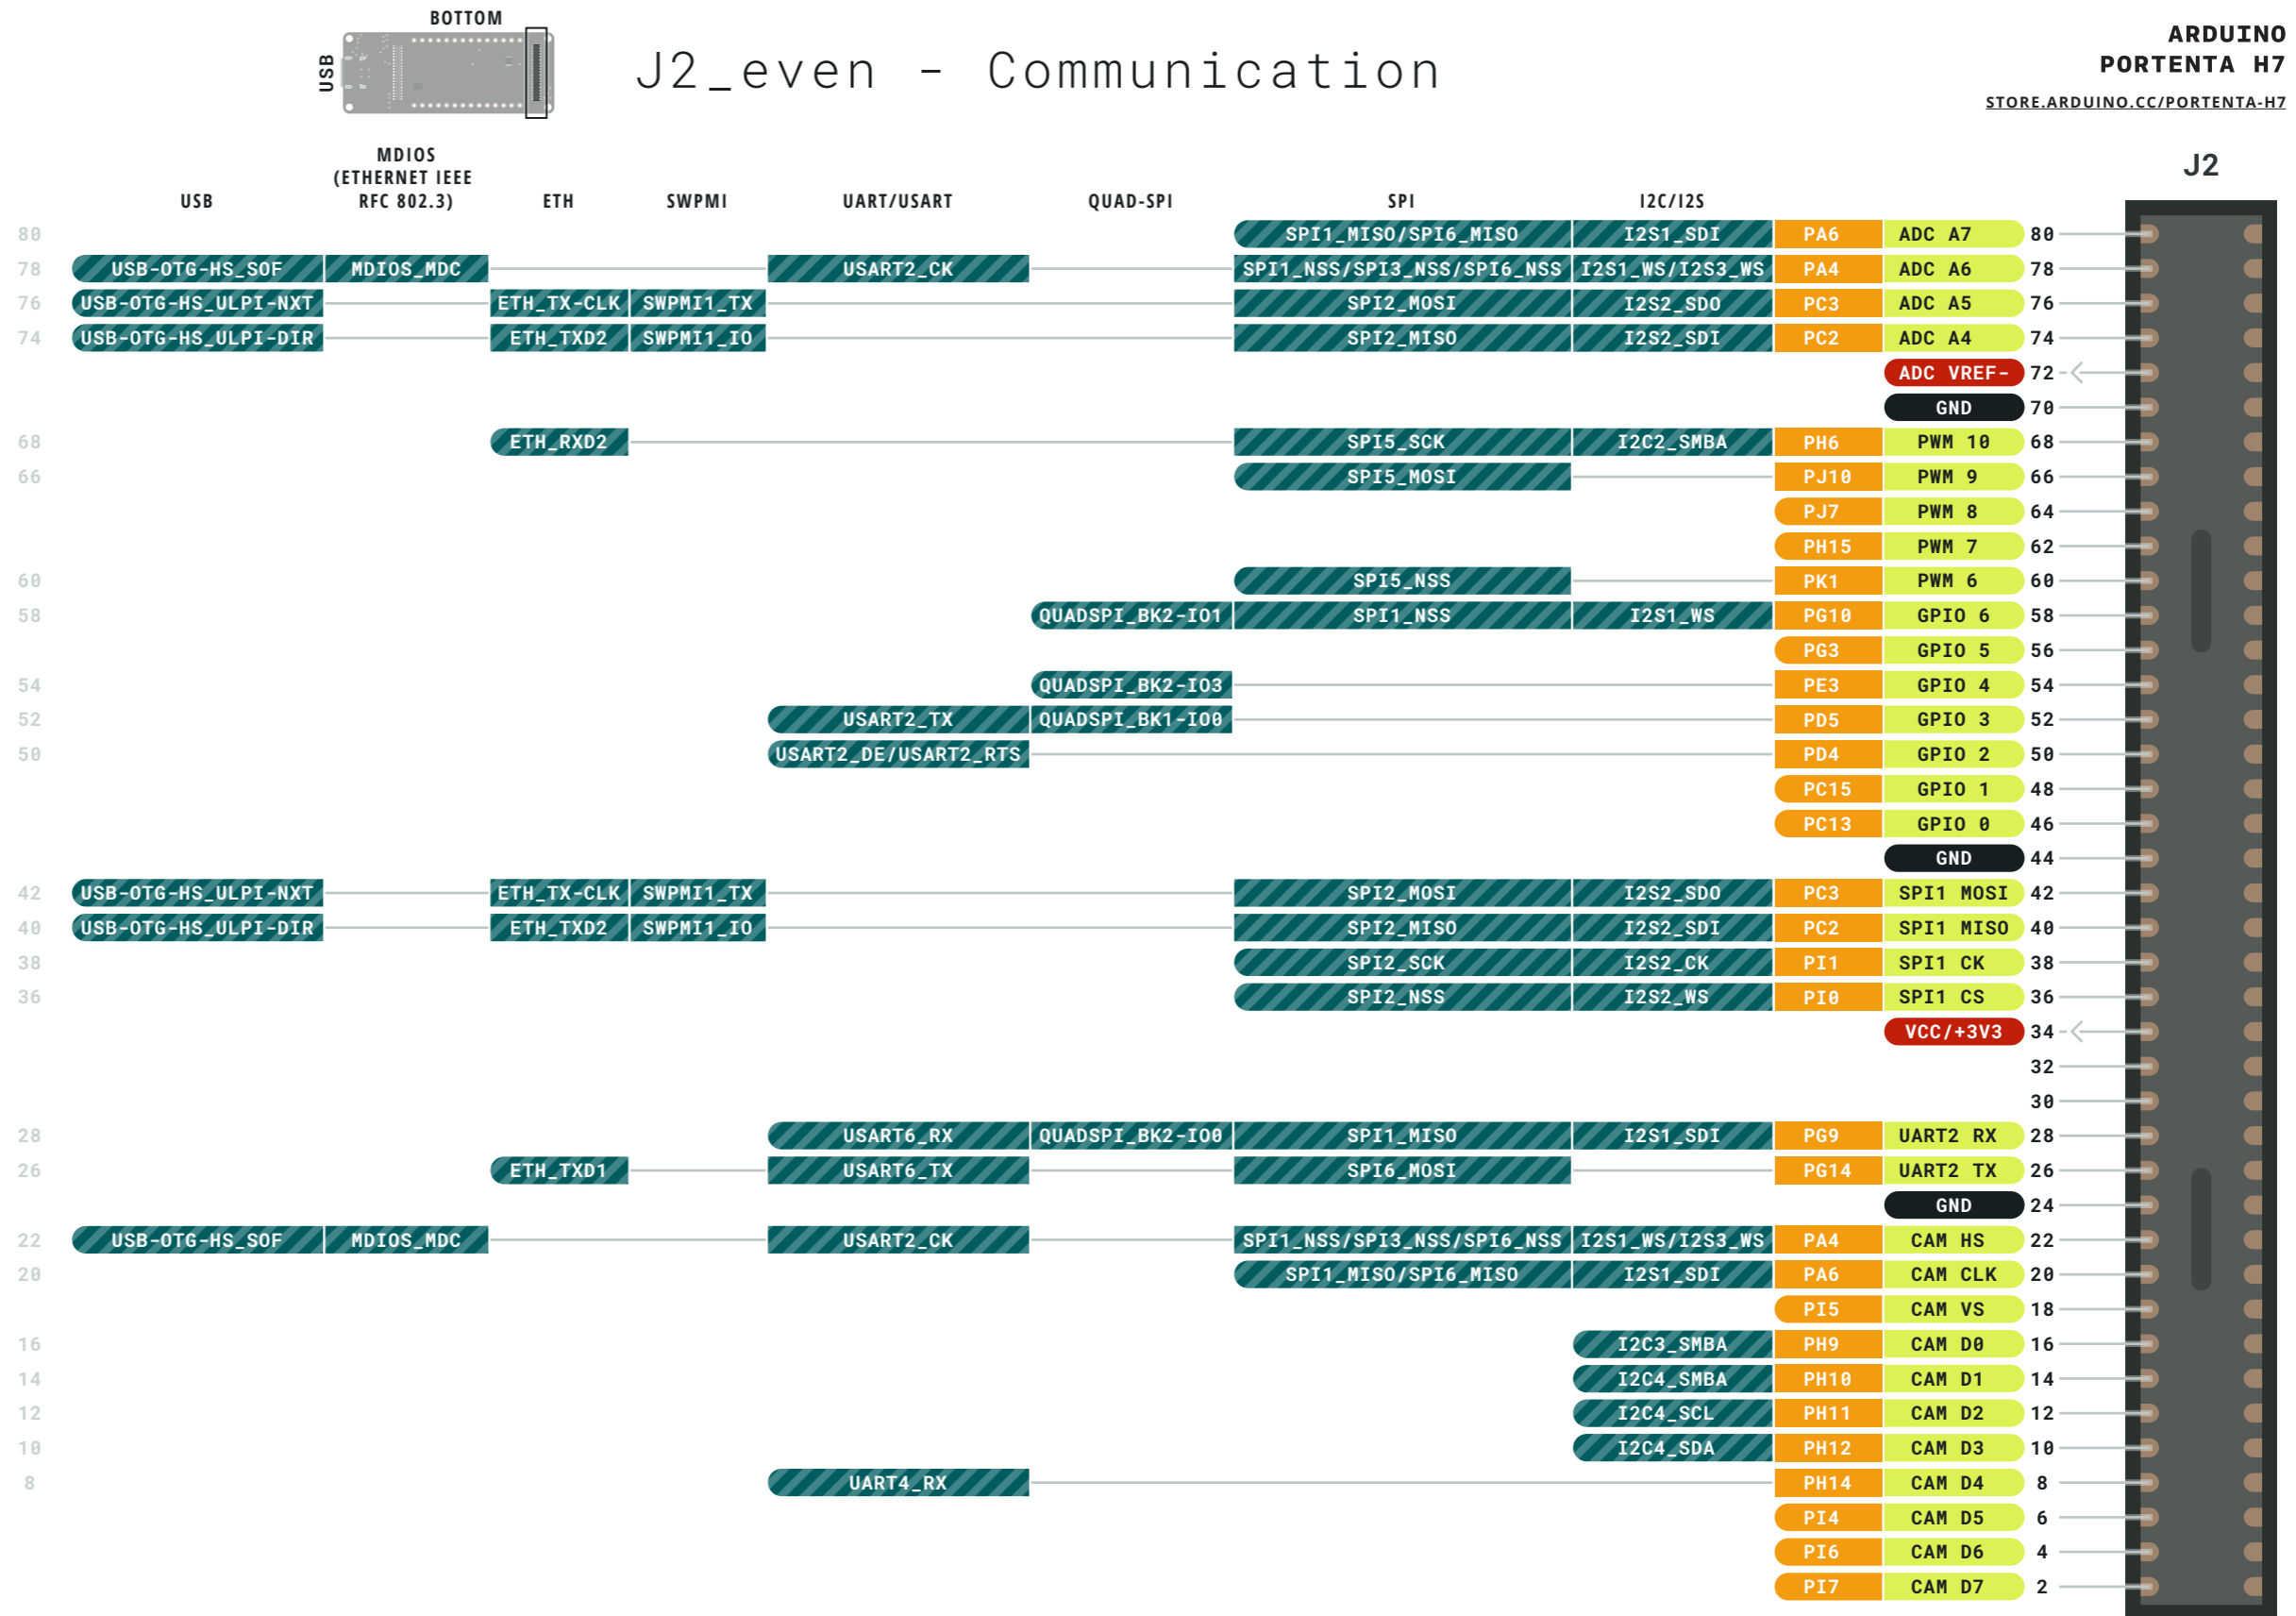 BOTTOM
USB
J2_even - Communication
ARDUINO
PORTENTA H7
STORE.ARDUINO.CC/PORTENTA-H7
J2
MDIOS
(ETHERNET IEEE
USB RFC 802.3) ETH SWPMI UART/USART QUAD-SPI SPI I2C/I2S
80 SPI1_MISO/SPI6_MISO I2S1_SDI PA6 ADC A7 80
78 USB-OTG-HS_SOF MDIOS_MDC USART2_CK SPI1_NSS/SPI3_NSS/SPI6_NSS I2S1_WS/I2S3_WS PA4 ADC A6 78
76 USB-OTG-HS_ULPI-NXT ETH_TX-CLK SWPMI1_TX SPI2_MOSI I2S2_SDO PC3 ADC A5 76
74 USB-OTG-HS_ULPI-DIR ETH_TXD2 SWPMI1_IO SPI2_MISO I2S2_SDI PC2 ADC A4 74
ADC VREF- 72
GND 70
68 ETH_RXD2 SPI5_SCK I2C2_SMBA PH6 PWM 10 68
66 SPI5_MOSI PJ10 PWM 9 66
PJ7 PWM 8 64
PH15 PWM 7 62
60 SPI5_NSS PK1 PWM 6 60
58 QUADSPI_BK2-IO1 SPI1_NSS I2S1_WS PG10 GPIO 6 58
PG3 GPIO 5 56
54 QUADSPI_BK2-IO3 PE3 GPIO 4 54
52 USART2_TX QUADSPI_BK1-IO0 PD5 GPIO 3 52
50 USART2_DE/USART2_RTS PD4 GPIO 2 50
PC15 GPIO 1 48
PC13 GPIO 0 46
GND 44
42 USB-OTG-HS_ULPI-NXT ETH_TX-CLK SWPMI1_TX SPI2_MOSI I2S2_SDO PC3 SPI1 MOSI 42
40 USB-OTG-HS_ULPI-DIR ETH_TXD2 SWPMI1_IO SPI2_MISO I2S2_SDI PC2 SPI1 MISO 40
38 SPI2_SCK I2S2_CK PI1 SPI1 CK 38
36 SPI2_NSS I2S2_WS PI0 SPI1 CS 36
VCC/+3V3 34
32
30
28 USART6_RX QUADSPI_BK2-IO0 SPI1_MISO I2S1_SDI PG9 UART2 RX 28
26 ETH_TXD1 USART6_TX SPI6_MOSI PG14 UART2 TX 26
GND 24
22 USB-OTG-HS_SOF MDIOS_MDC USART2_CK SPI1_NSS/SPI3_NSS/SPI6_NSS I2S1_WS/I2S3_WS PA4 CAM HS 22
20 SPI1_MISO/SPI6_MISO I2S1_SDI PA6 CAM CLK 20
PI5 CAM VS 18
16 I2C3_SMBA PH9 CAM D0 16
14 I2C4_SMBA PH10 CAM D1 14
12 I2C4_SCL PH11 CAM D2 12
10 I2C4_SDA PH12 CAM D3 10
8 UART4_RX PH14 CAM D4 8
PI4 CAM D5 6
PI6 CAM D6 4
PI7 CAM D7 2